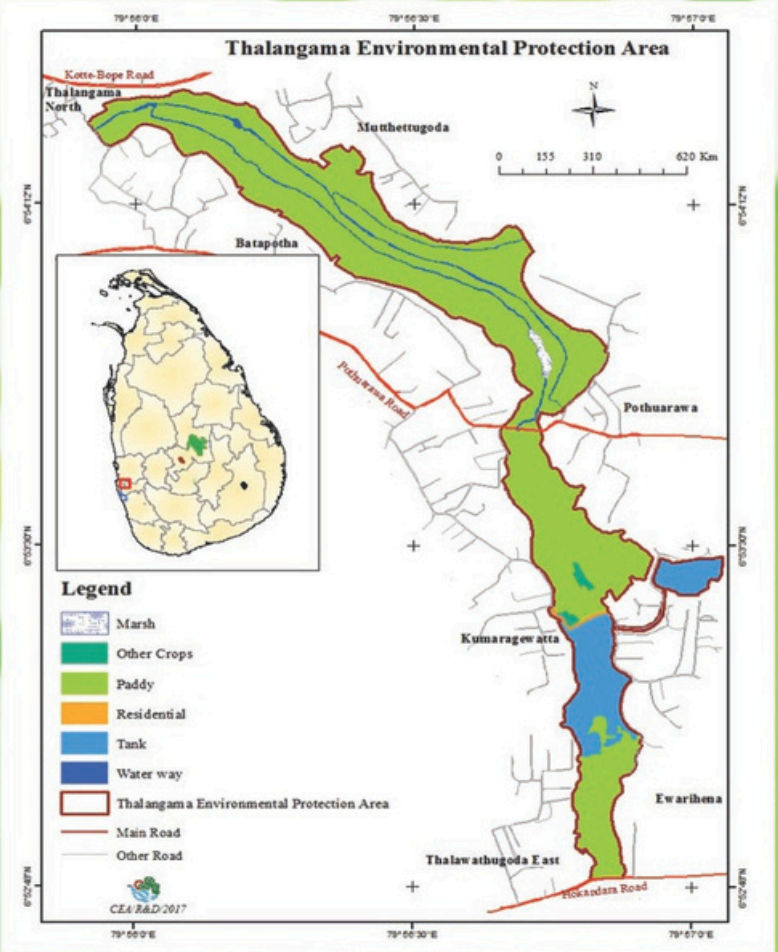 79°56'0"E 79°56'30"E 79°57'0"E
Thalangama Environmental Protection Area
Kotte-Bope Road
Thalangama
North
Mutthettugoda
N
0 155 310 620 Km
6°54'12"N 6°54'12"N
Batapotha
Pothuarawa Road
Pothuarawa
6°53'30"N 6°53'30"N
Legend
Marsh
Other Crops
Paddy
Residential
Tank
Water way
Thalangama Environmental Protection Area
Main Road
Other Road
Kumaragewatta
Ewarihena
Thalawathugoda East
Hokandara Road
CEA/R&D/2017
6°52'48"N 6°52'48"N
79°56'0"E 79°56'30"E 79°57'0"E